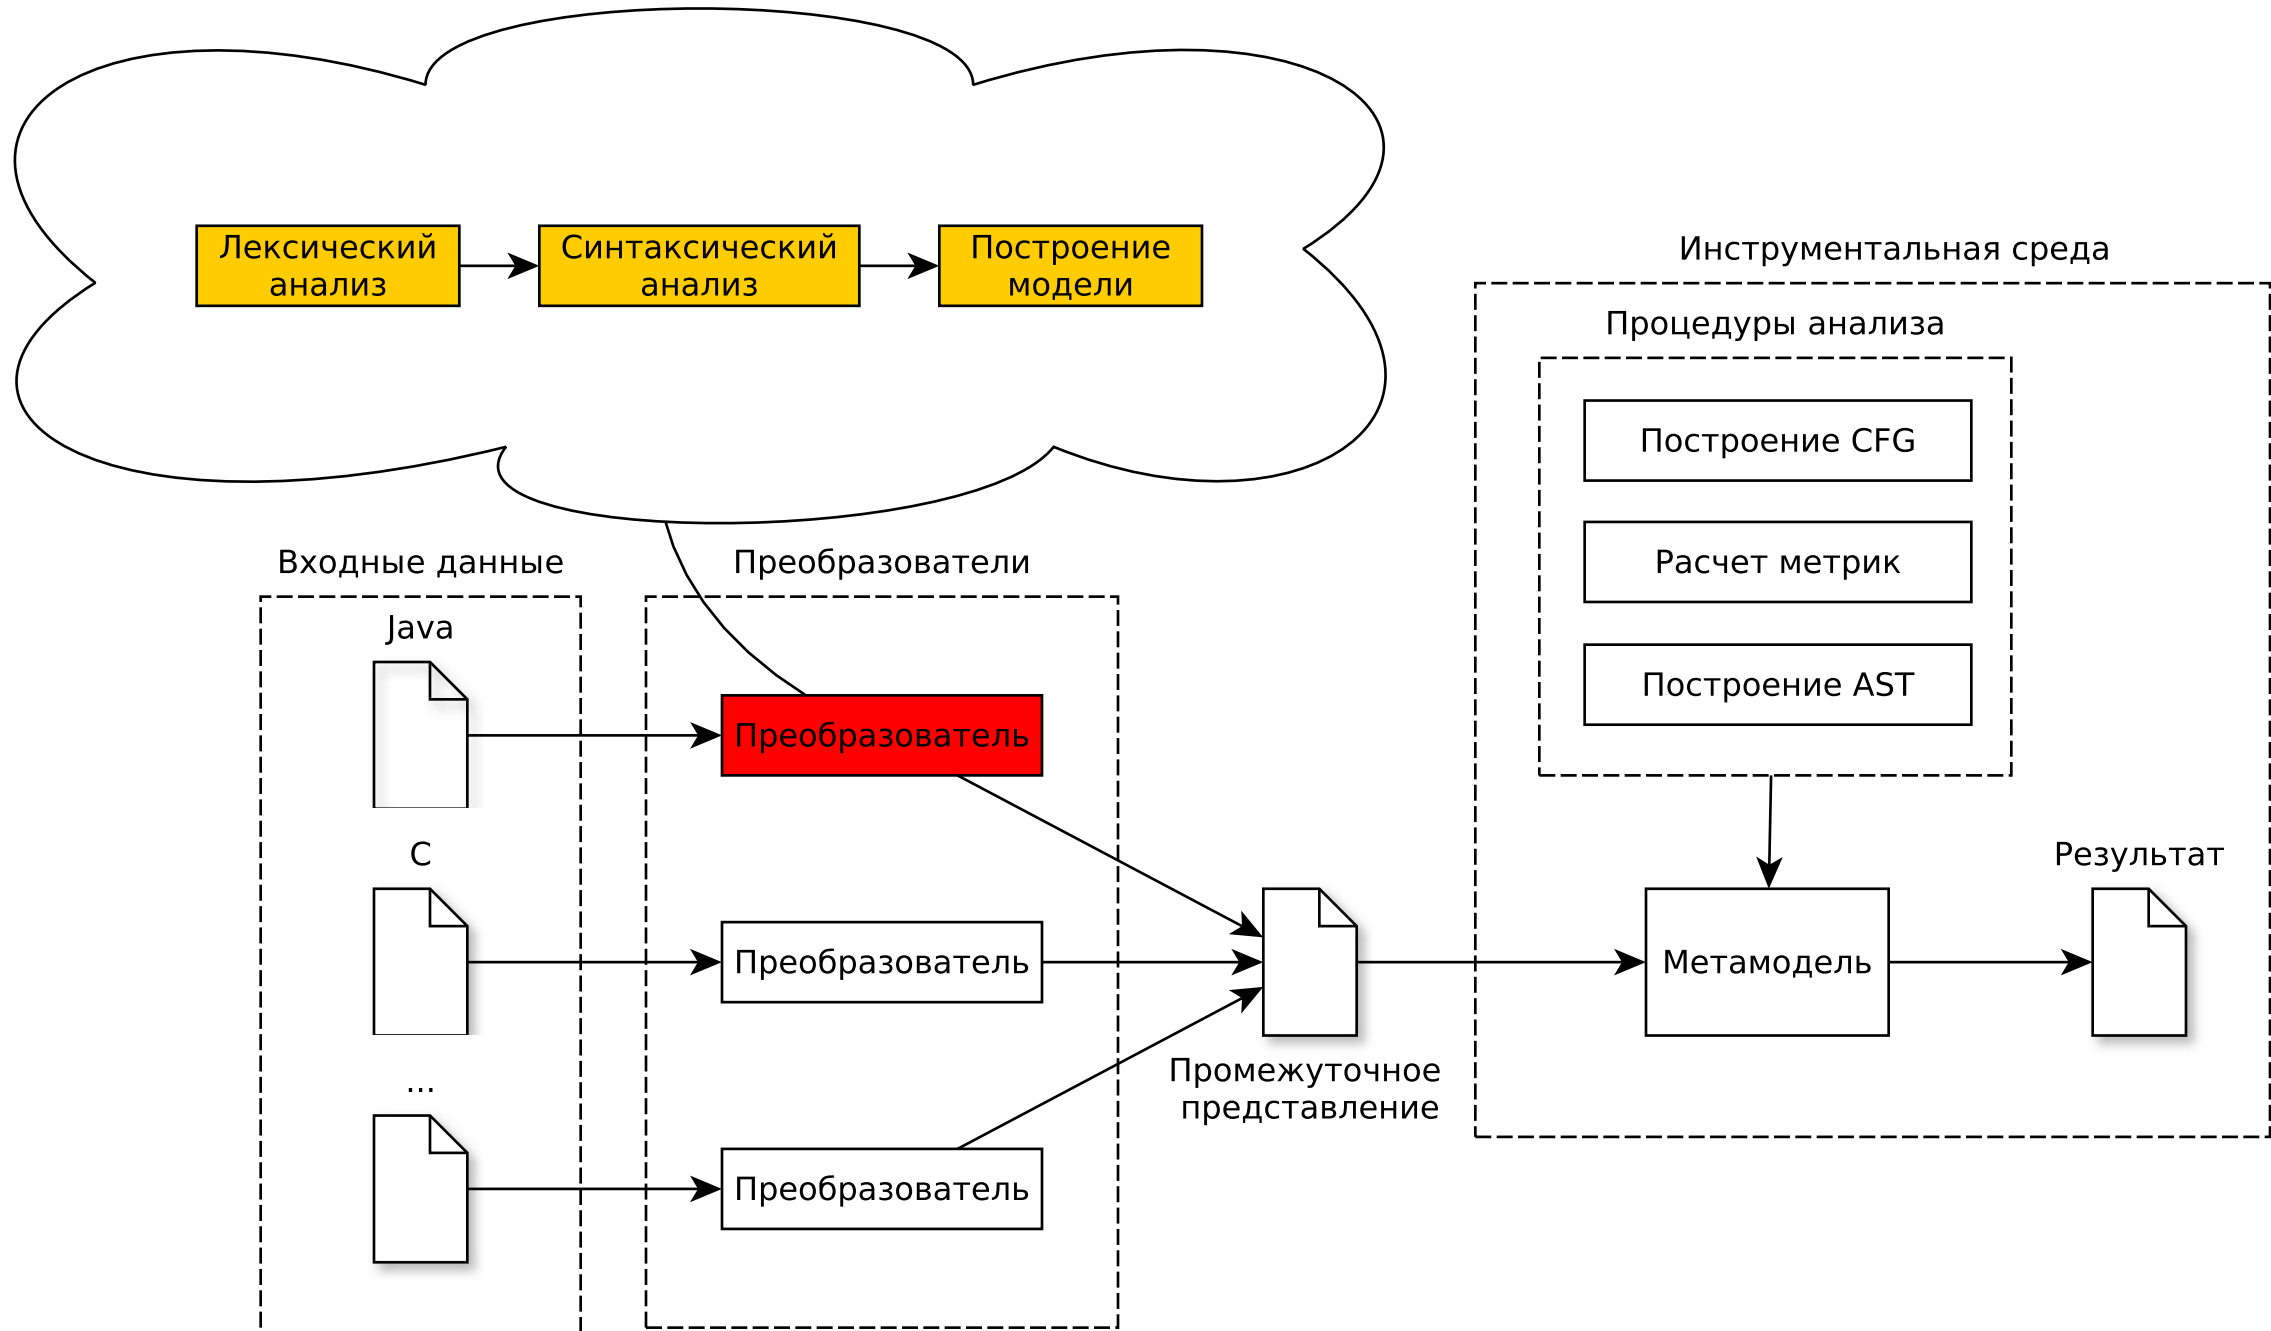 Лексический
анализ
Синтаксический
анализ
Построение
модели
Инструментальная среда
Процедуры анализа
Построение CFG
Расчет метрик
Построение AST
Входные данные
Преобразователи
Java
Преобразователь
C
Преобразователь
...
Преобразователь
Промежуточное
представление
Метамодель
Результат